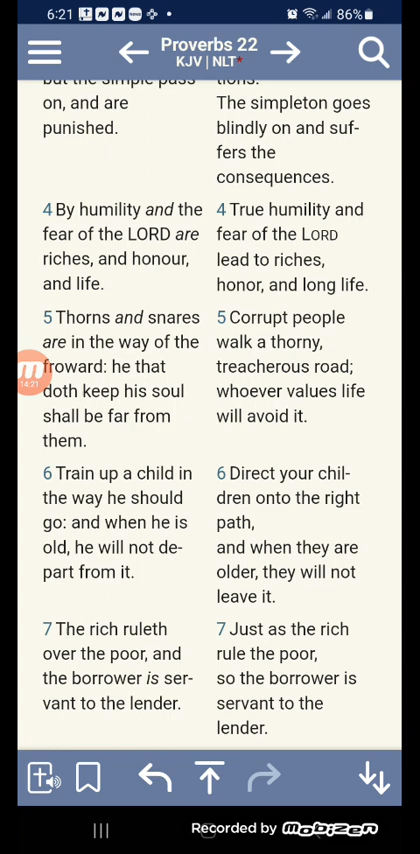 6:21 86%
Proverbs 22
KJV | NLT*
but the simple pass
on, and are
punished.
4 By humility and the
fear of the LORD are
riches, and honour,
and life.
5 Thorns and snares
are in the way of the
froward: he that
doth keep his soul
shall be far from
them.
6 Train up a child in
the way he should
go: and when he is
old, he will not de-
part from it.
7 The rich ruleth
over the poor, and
the borrower is ser-
vant to the lender.
tions.
The simpleton goes
blindly on and suf-
fers the
consequences.
4 True humility and
fear of the LORD
lead to riches,
honor, and long life.
5 Corrupt people
walk a thorny,
treacherous road;
whoever values life
will avoid it.
6 Direct your chil-
dren onto the right
path,
and when they are
older, they will not
leave it.
7 Just as the rich
rule the poor,
so the borrower is
servant to the
lender.
14:21
Recorded by MOBIZEN